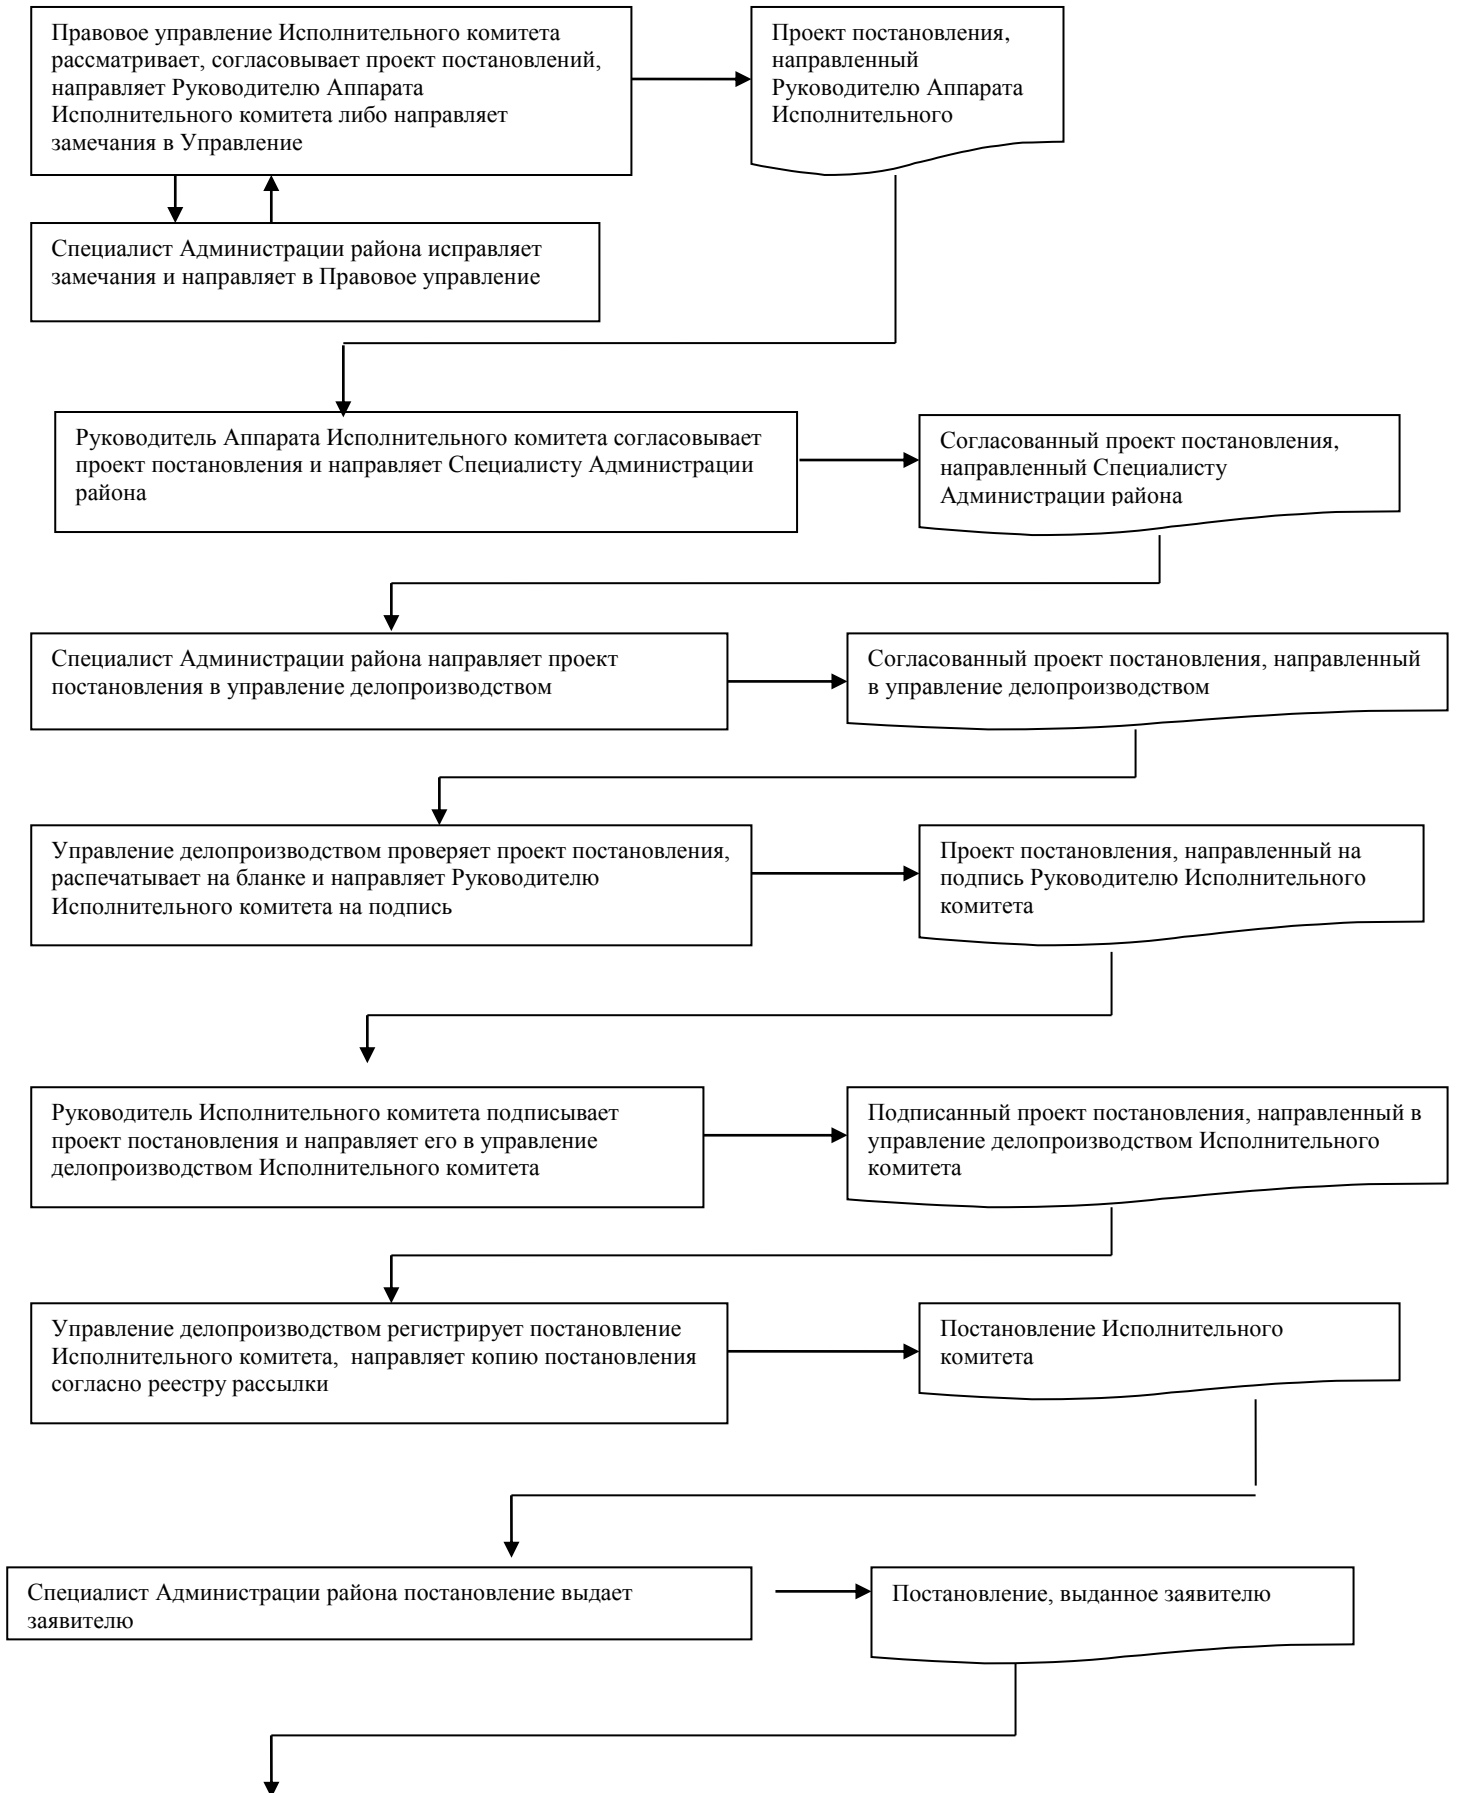 Правовое управление Исполнительного комитета
рассматривает, согласовывает проект постановлений,
направляет Руководителю Аппарата
Исполнительного комитета либо направляет
замечания в Управление
Проект постановления,
направленный
Руководителю Аппарата
Исполнительного
Специалист Администрации района исправляет
замечания и направляет в Правовое управление
Руководитель Аппарата Исполнительного комитета согласовывает
проект постановления и направляет Специалисту Администрации
района
Согласованный проект постановления,
направленный Специалисту
Администрации района
Специалист Администрации района направляет проект
постановления в управление делопроизводством
Согласованный проект постановления, направленный
в управление делопроизводством
Управление делопроизводством проверяет проект постановления,
распечатывает на бланке и направляет Руководителю
Исполнительного комитета на подпись
Проект постановления, направленный на
подпись Руководителю Исполнительного
комитета
Руководитель Исполнительного комитета подписывает
проект постановления и направляет его в управление
делопроизводством Исполнительного комитета
Подписанный проект постановления, направленный в
управление делопроизводством Исполнительного
комитета
Управление делопроизводством регистрирует постановление
Исполнительного комитета,  направляет копию постановления
согласно реестру рассылки
Постановление Исполнительного
комитета
Специалист Администрации района постановление выдает
заявителю
Постановление, выданное заявителю